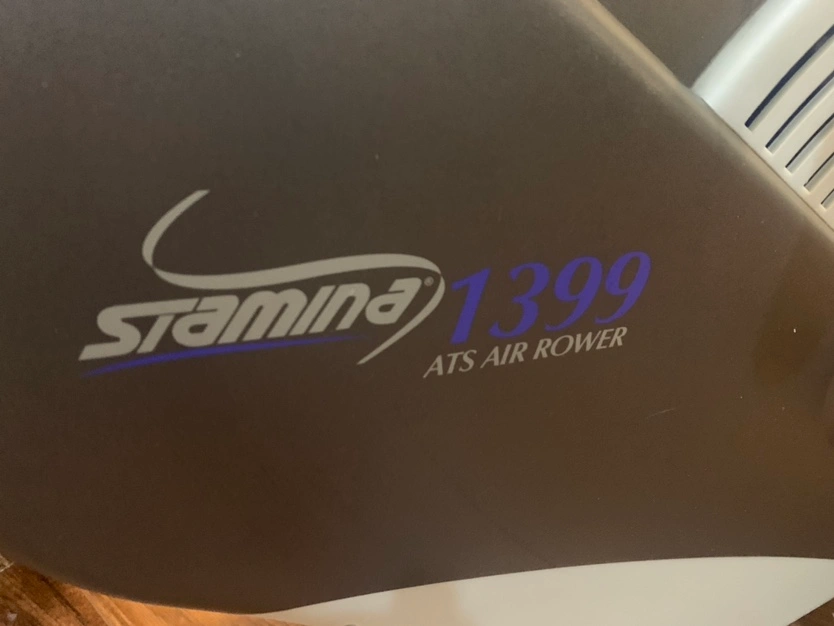 Stamina® 1399
ATS AIR ROWER